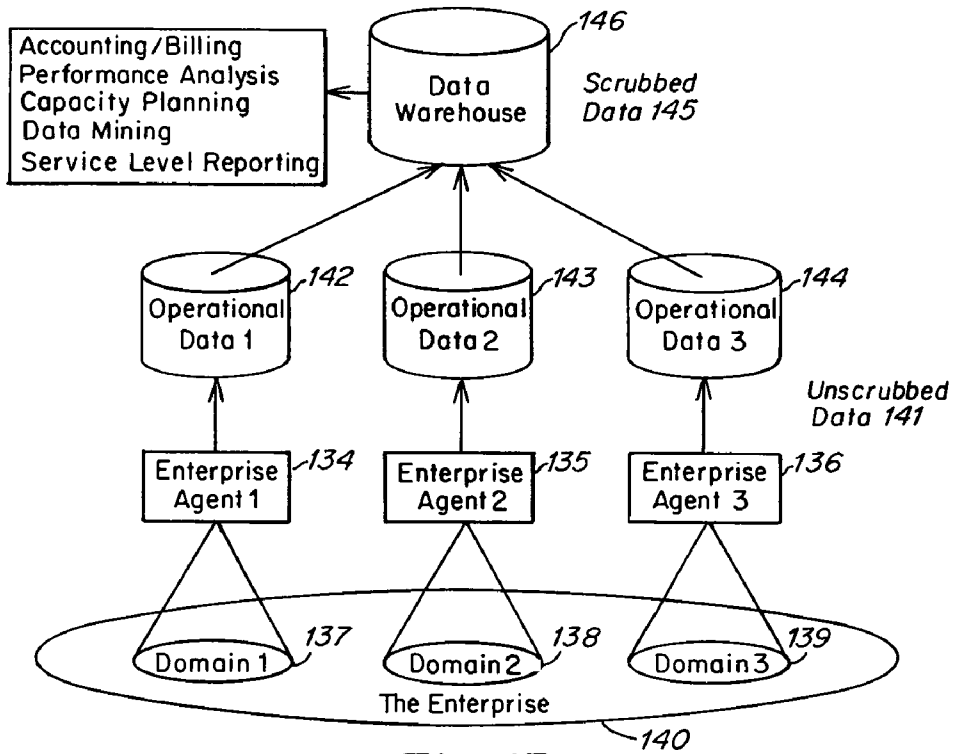 Accounting/Billing
Performance Analysis
Capacity Planning
Data Mining
Service Level Reporting
146
Data
Warehouse
Scrubbed
Data 145
142
Operational
Data 1
143
Operational
Data 2
144
Operational
Data 3
Unscrubbed
Data 141
134
Enterprise
Agent 1
135
Enterprise
Agent 2
136
Enterprise
Agent 3
137
Domain 1
138
Domain 2
139
Domain 3
The Enterprise
140